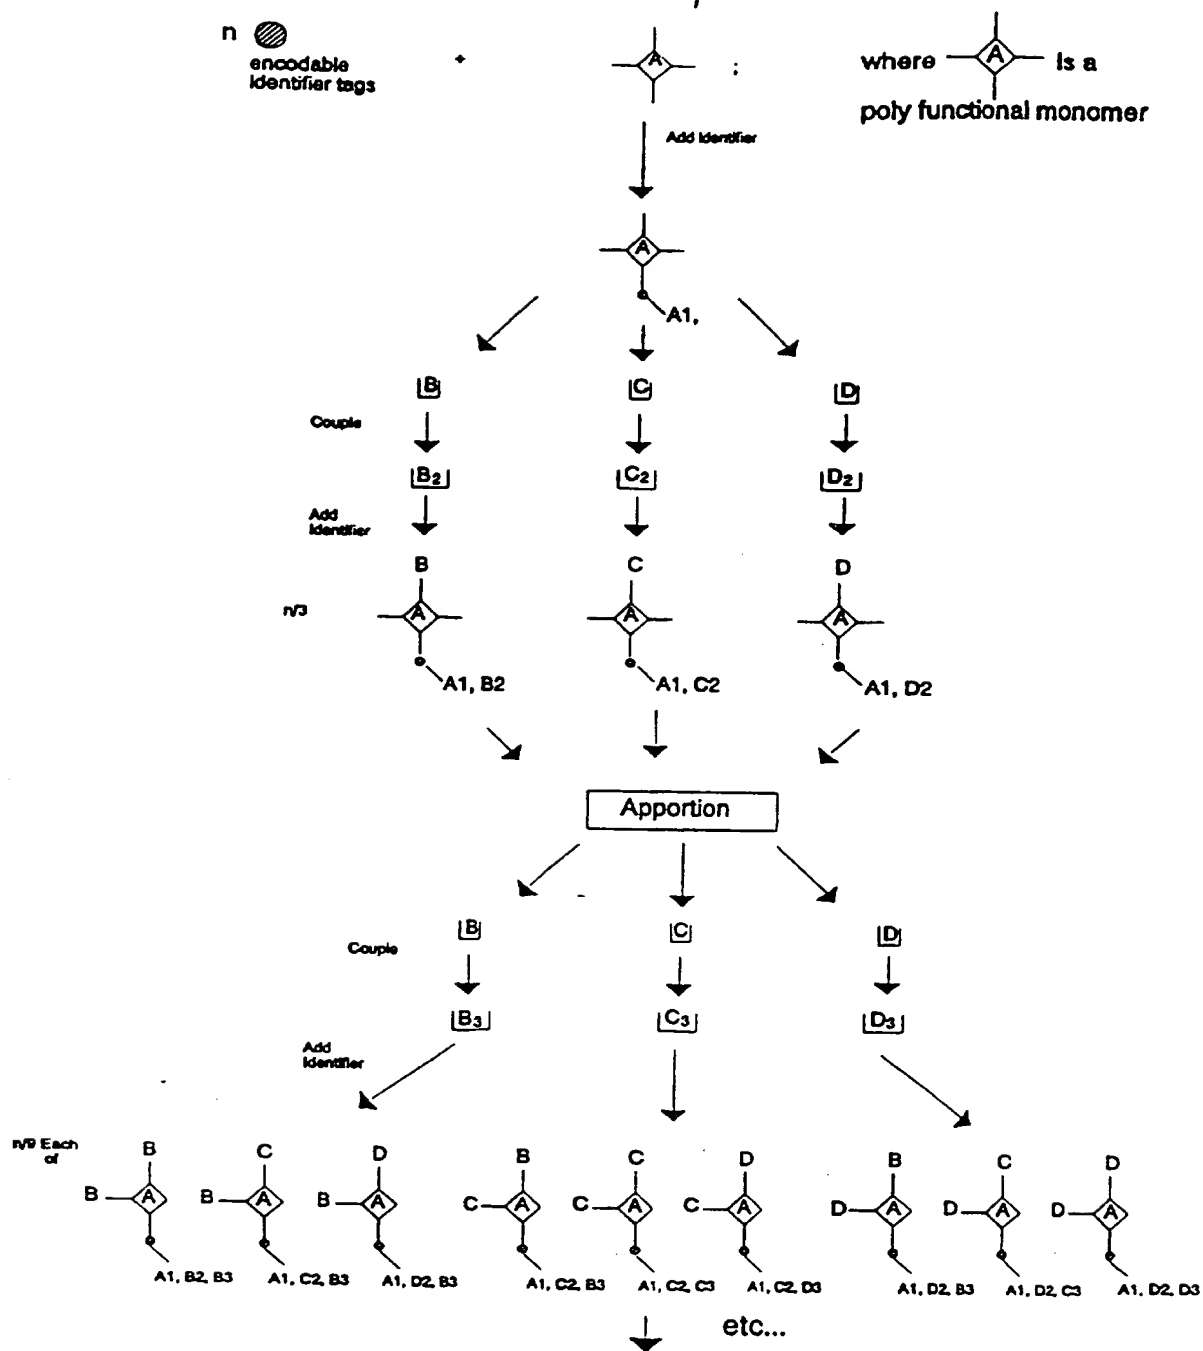 n
encodable
Identifier tags
+
A
;
where
A
Is a
poly functional monomer
Add Identifier
A
A1,
B
C
D
Couple
B2
C2
D2
Add
Identifier
B
C
D
n/3
A
A
A
A1, B2
A1, C2
A1, D2
Apportion
B
C
D
Couple
B3
C3
D3
Add
Identifier
n/9 Each
of
B
C
D
B
C
D
B
C
D
B
A
B
A
B
A
C
A
C
A
C
A
D
A
D
A
D
A
A1, B2, B3
A1, C2, B3
A1, D2, B3
A1, C2, B3
A1, C2, C3
A1, C2, D3
A1, D2, B3
A1, D2, C3
A1, D2, D3
etc...